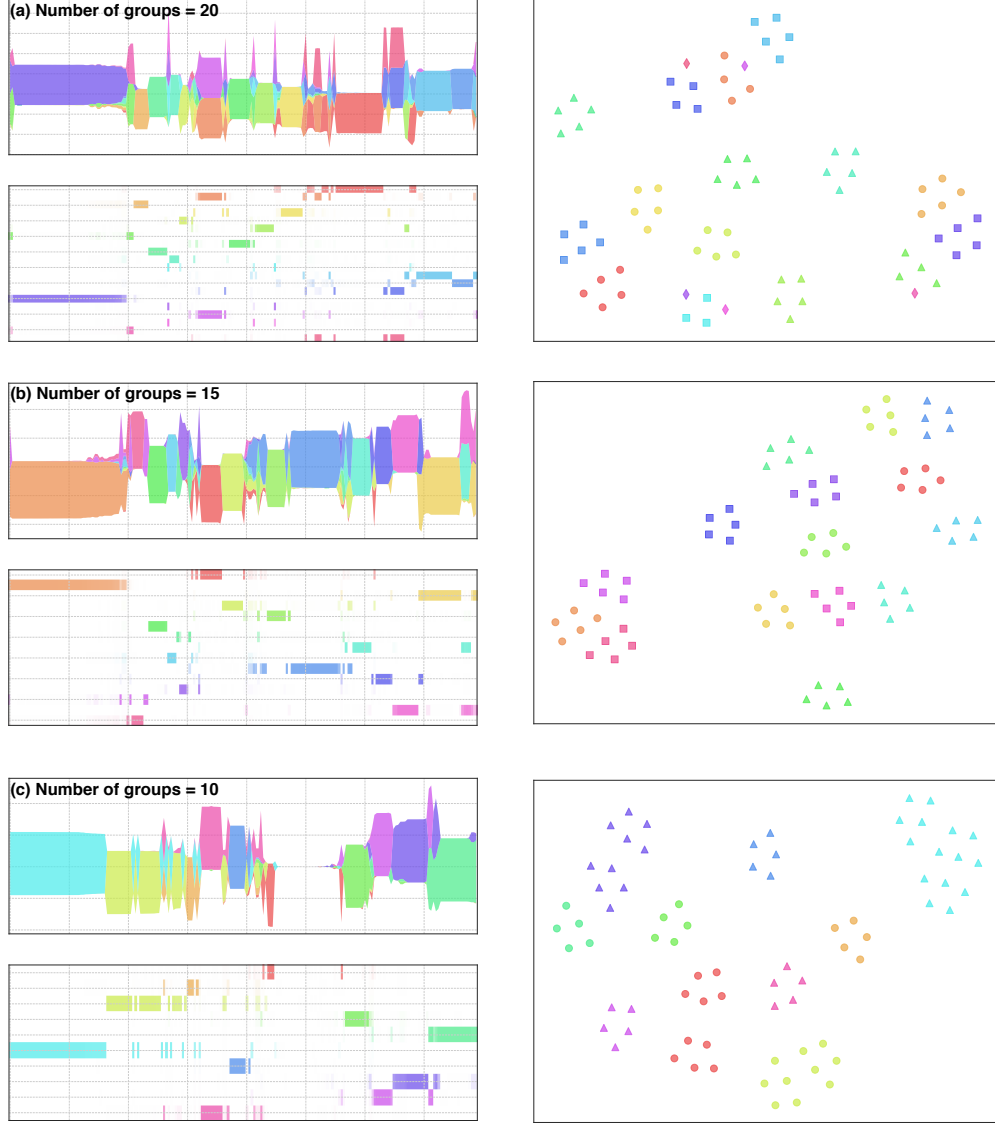 (a) Number of groups = 20
(b) Number of groups = 15
(c) Number of groups = 10